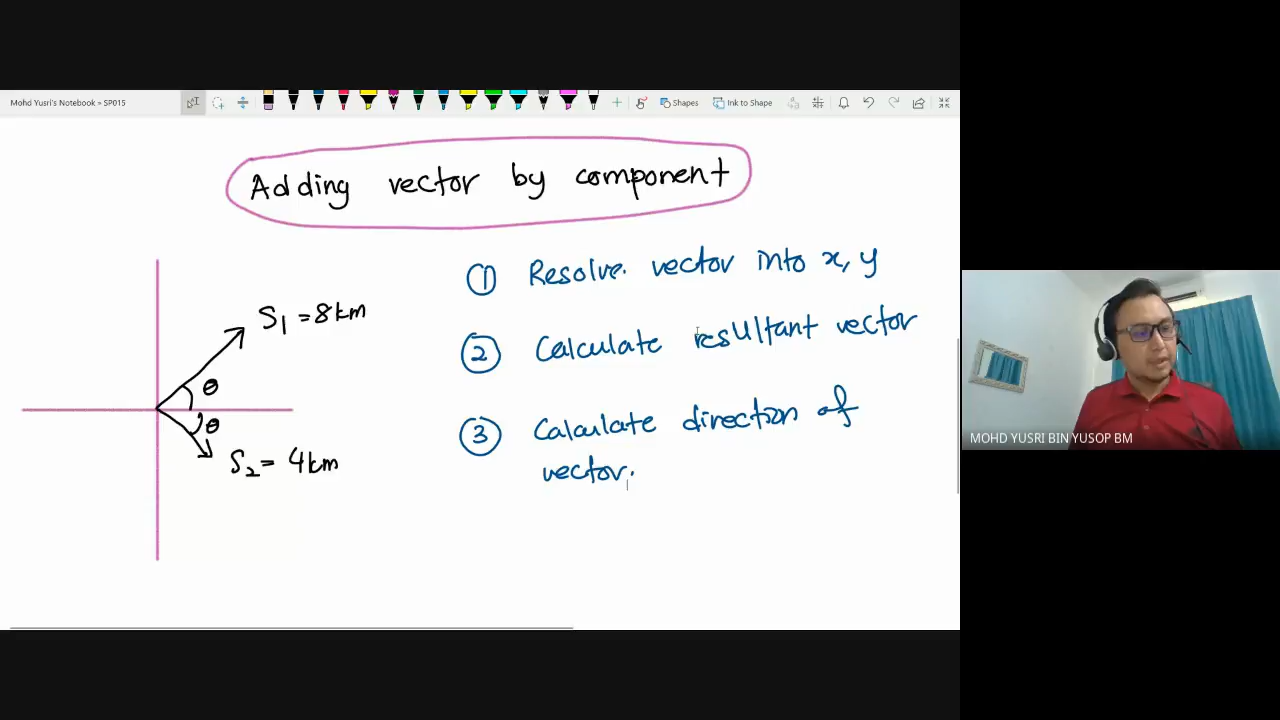 Mohd Yusri's Notebook » SP015
Shapes
Ink to Shape
Adding vector by component
① Resolve. vector into x, y
② Calculate resultant vector
③ Calculate direction of
vector.
S₁ = 8km
θ
θ
S₂ = 4km
MOHD YUSRI BIN YUSOP BM